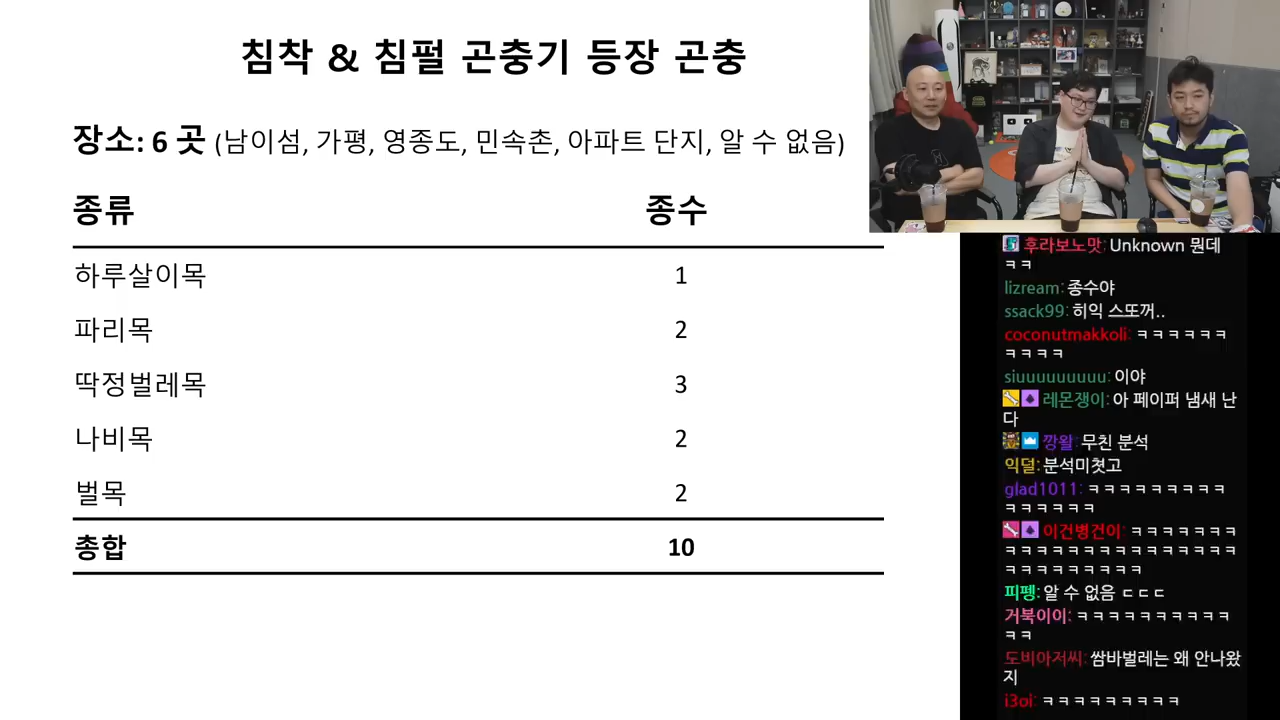 침착 & 침펄 곤충기 등장 곤충
장소: 6 곳 (남이섬, 가평, 영종도, 민속촌, 아파트 단지, 알 수 없음)
종류 종수
하루살이목 1
파리목 2
딱정벌레목 3
나비목 2
벌목 2
총합 10
후라보노맛: Unknown 뭔데
ㅋㅋ
lizream: 종수야
ssack99: 히익 스또꺼..
coconutmakkoli: ㅋㅋㅋㅋㅋㅋ
ㅋㅋㅋㅋ
siuuuuuuuuu: 이야
레몬쟁이: 아 페이퍼 냄새 난
다
깡왈: 무친 분석
익덜: 분석미쳣고
glad1011: ㅋㅋㅋㅋㅋㅋㅋㅋ
ㅋㅋㅋㅋㅋㅋ
이건병건이: ㅋㅋㅋㅋㅋㅋㅋ
ㅋㅋㅋㅋㅋㅋㅋㅋㅋㅋㅋㅋㅋㅋㅋ
ㅋㅋㅋㅋㅋㅋㅋㅋㅋ
피펭: 알 수 없음 ㄷㄷㄷ
거북이이: ㅋㅋㅋㅋㅋㅋㅋㅋㅋㅋ
ㅋㅋ
도비아저씨: 쌈바벌레는 왜 안나왔
지
i3ol: ㅋㅋㅋㅋㅋㅋㅋㅋㅋ